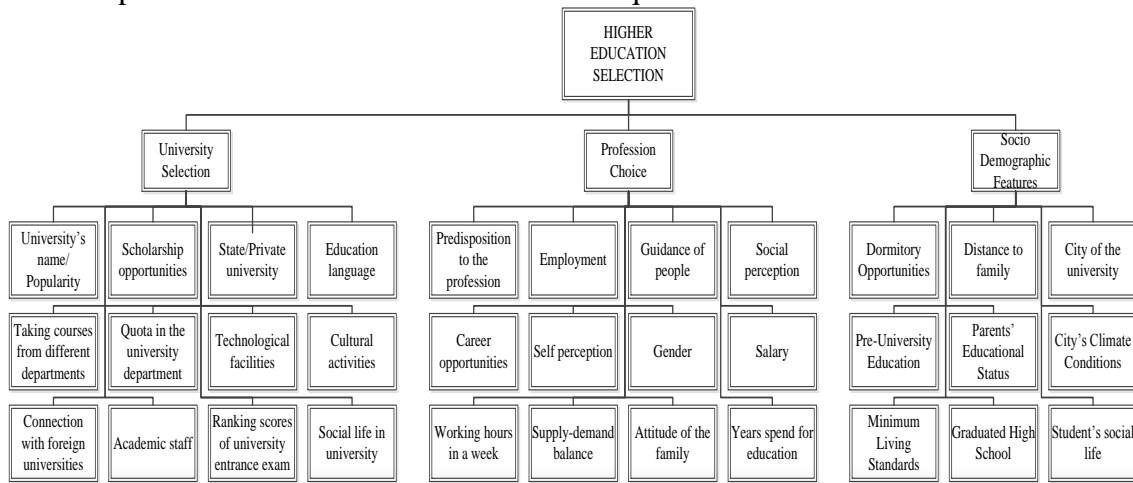 HIGHER
EDUCATION
SELECTION
University
Selection
Profession
Choice
Socio
Demographic
Features
University's
name/
Popularity
Scholarship
opportunities
State/Private
university
Education
language
Predisposition
to the
profession
Employment
Guidance of
people
Social
perception
Dormitory
Opportunities
Distance to
family
City of the
university
Taking courses
from different
departments
Quota in the
university
department
Technological
facilities
Cultural
activities
Career
opportunities
Self perception
Gender
Salary
Pre-University
Education
Parents'
Educational
Status
City's Climate
Conditions
Connection
with foreign
universities
Academic staff
Ranking scores
of university
entrance exam
Social life in
university
Working hours
in a week
Supply-demand
balance
Attitude of the
family
Years spend for
education
Minimum
Living
Standards
Graduated High
School
Student's social
life